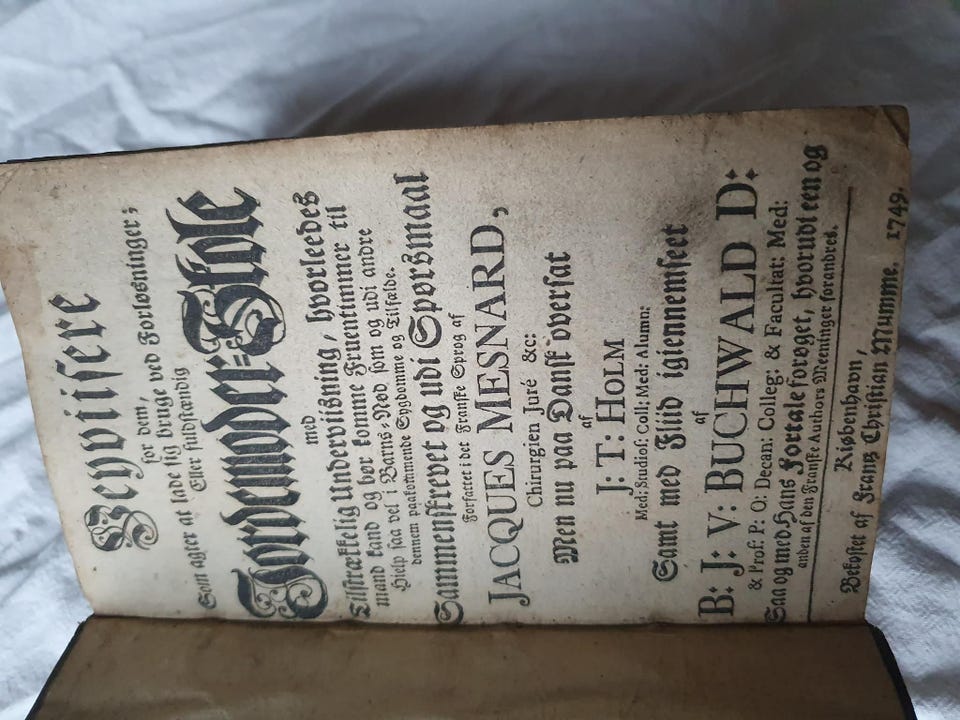 Veyviisere
for dem,
Som agter at lade sig bruge ved Forløsninger;
Eller fuldstændig
Jordemoder-Skole
med
Tilstrækkelig Underviisning, hvorleedes
mand kand og bør komme Fruentimmer til
Hielp saa vel i Barns-Nød som og udi andre
dennem paakommende Sygdomme og Tilfælde.
Sammenskrevet og udi Spørsmaal
Forfattet i det Franske Sprog af
JACQUES MESNARD,
Chirurgien Juré &c:
Men nu paa Dansk oversat
af
J: T: HOLM
Med: Studios: Coll: Med: Alumn:
Samt med Fliid igiennemseet
af
B: J: V: BUCHWALD D:
& Prof: P: O: Decan: Colleg: & Facultat: Med:
Saa og med Hans Fortale forøget, hvorudi een og
anden af den Franske Authors Meeninger forandret.
Kiøbenhavn,
Bekostet af Frantz Christian Mumme. 1749.